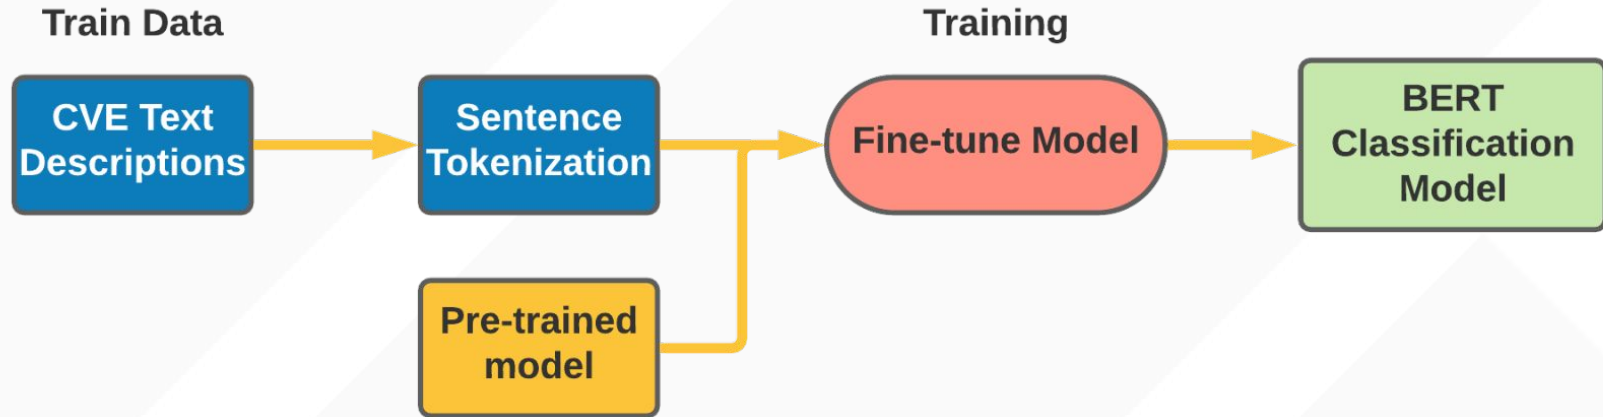 Train Data
Training
CVE Text
Descriptions
Sentence
Tokenization
Fine-tune Model
BERT
Classification
Model
Pre-trained
model